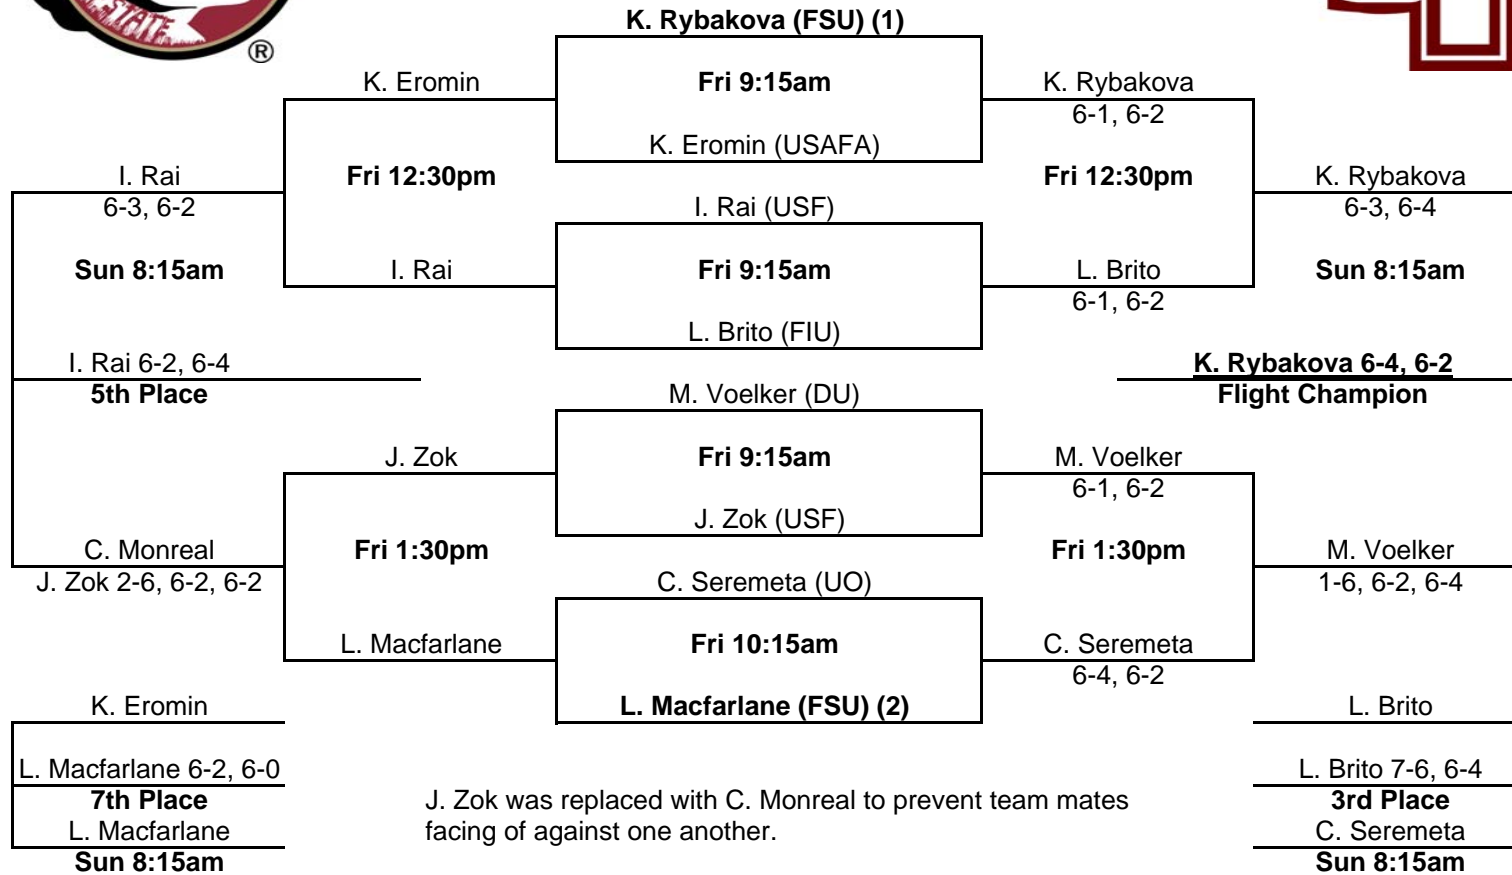 STATE
®
K. Rybakova (FSU) (1)
K. Eromin
Fri 9:15am
K. Rybakova
6-1, 6-2
K. Eromin (USAFA)
I. Rai
Fri 12:30pm
Fri 12:30pm
K. Rybakova
6-3, 6-2
I. Rai (USF)
6-3, 6-4
Sun 8:15am
I. Rai
Fri 9:15am
L. Brito
Sun 8:15am
6-1, 6-2
L. Brito (FIU)
I. Rai 6-2, 6-4
K. Rybakova 6-4, 6-2
5th Place
M. Voelker (DU)
Flight Champion
J. Zok
Fri 9:15am
M. Voelker
6-1, 6-2
J. Zok (USF)
C. Monreal
Fri 1:30pm
Fri 1:30pm
M. Voelker
J. Zok 2-6, 6-2, 6-2
C. Seremeta (UO)
1-6, 6-2, 6-4
L. Macfarlane
Fri 10:15am
C. Seremeta
6-4, 6-2
K. Eromin
L. Macfarlane (FSU) (2)
L. Brito
L. Macfarlane 6-2, 6-0
L. Brito 7-6, 6-4
7th Place
J. Zok was replaced with C. Monreal to prevent team mates
3rd Place
L. Macfarlane
facing of against one another.
C. Seremeta
Sun 8:15am
Sun 8:15am